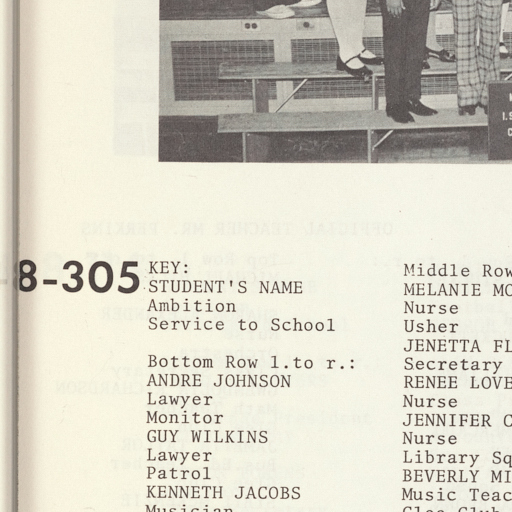 8-305
KEY:
STUDENT'S NAME
Ambition
Service to School
Bottom Row l.to r.:
ANDRE JOHNSON
Lawyer
Monitor
GUY WILKINS
Lawyer
Patrol
KENNETH JACOBS
Musician
Middle Row
MELANIE MO
Nurse
Usher
JENETTA FL
Secretary
RENEE LOVE
Nurse
JENNIFER C
Nurse
Library Sq
BEVERLY MI
Music Teac
Glee Club